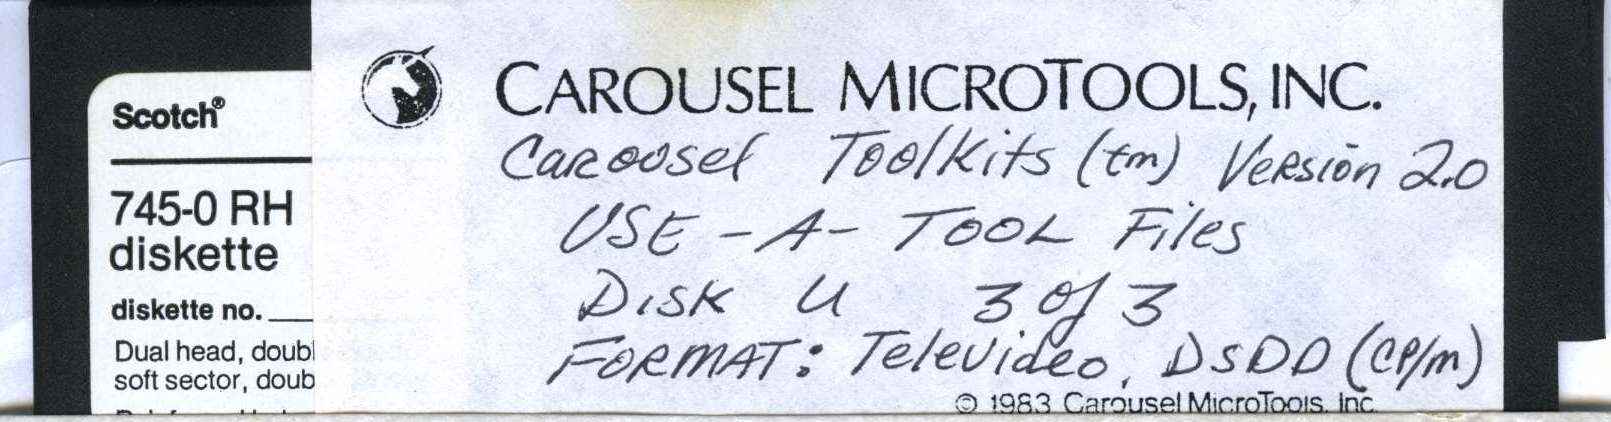 Scotch®
745-0 RH
diskette
diskette no.
Dual head, doubl
soft sector, doub
CAROUSEL MICROTOOLS, INC.
Carousel Toolkits (tm) Version 2.0
USE-A-TOOL Files
Disk U 3 of 3
FORMAT: Televideo, DSDD (CP/m)
© 1983 Carousel MicroTools, Inc.